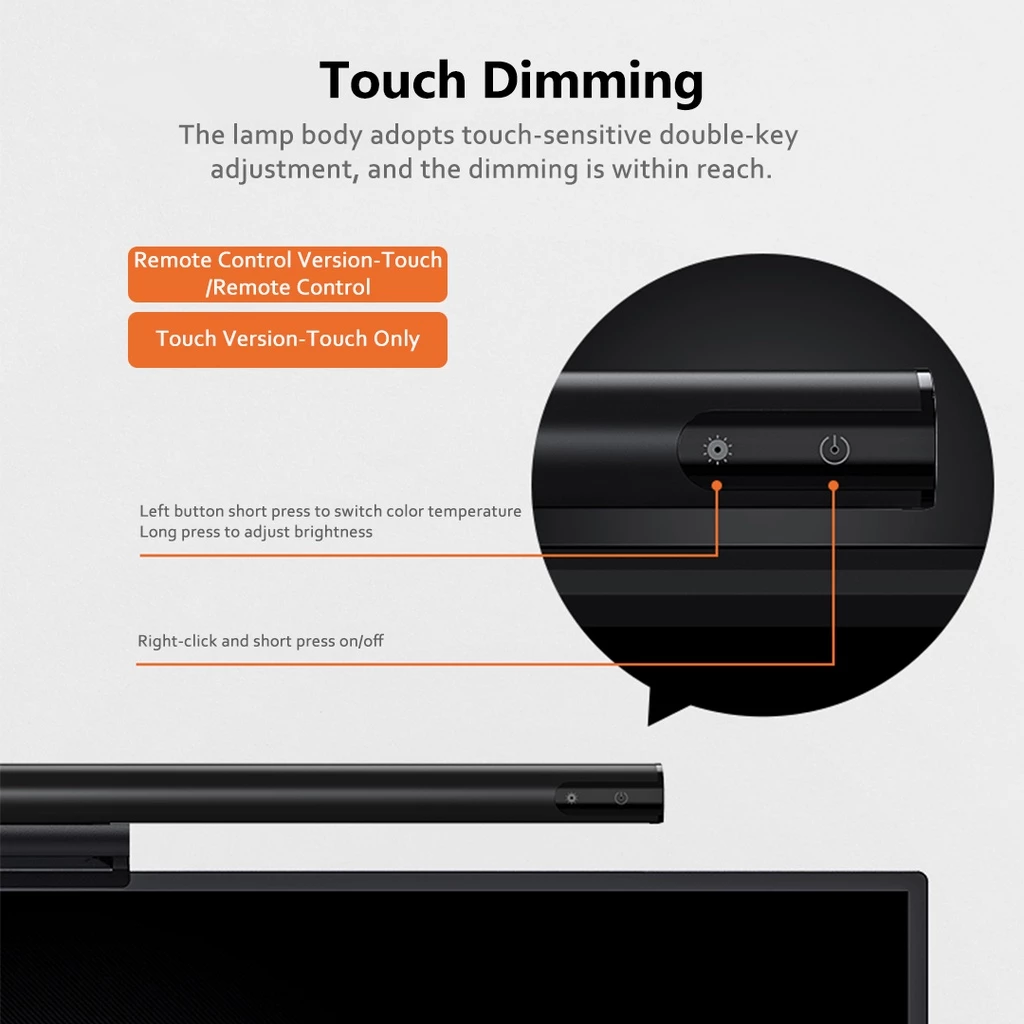 Touch Dimming
The lamp body adopts touch-sensitive double-key
adjustment, and the dimming is within reach.
Remote Control Version-Touch
/Remote Control
Touch Version-Touch Only
Left button short press to switch color temperature
Long press to adjust brightness
Right-click and short press on/off